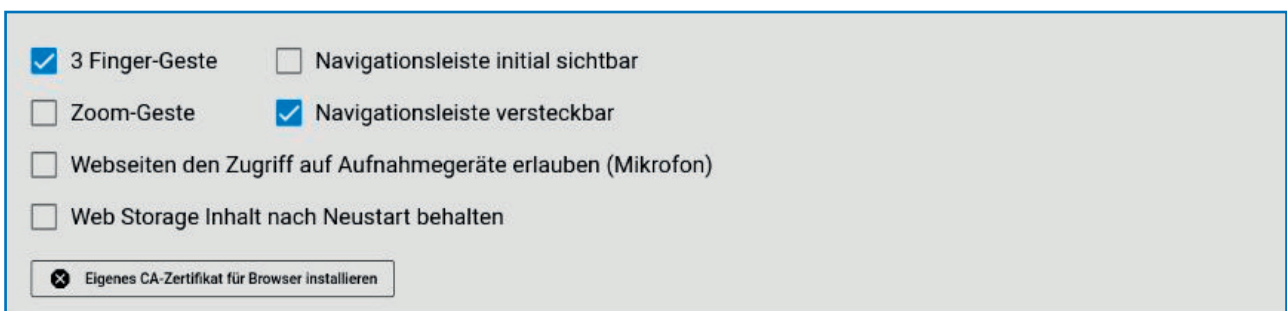 3 Finger-Geste Navigationsleiste initial sichtbar
Zoom-Geste Navigationsleiste versteckbar
Webseiten den Zugriff auf Aufnahmegeräte erlauben (Mikrofon)
Web Storage Inhalt nach Neustart behalten
Eigenes CA-Zertifikat für Browser installieren